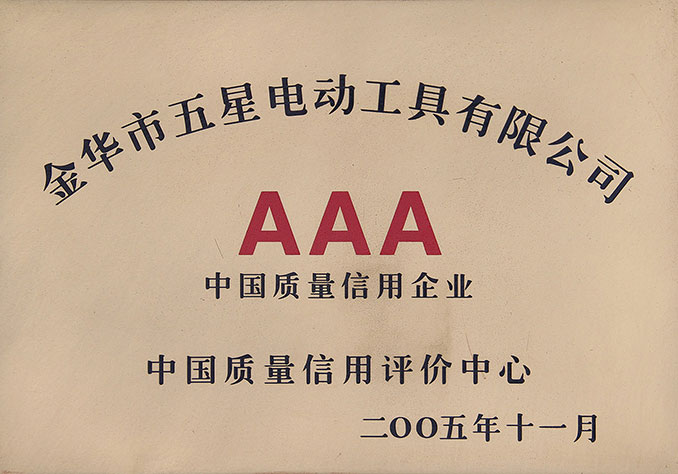 金华市五星电动工具有限公司
AAA
中国质量信用企业
中国质量信用评价中心
二OO五年十一月